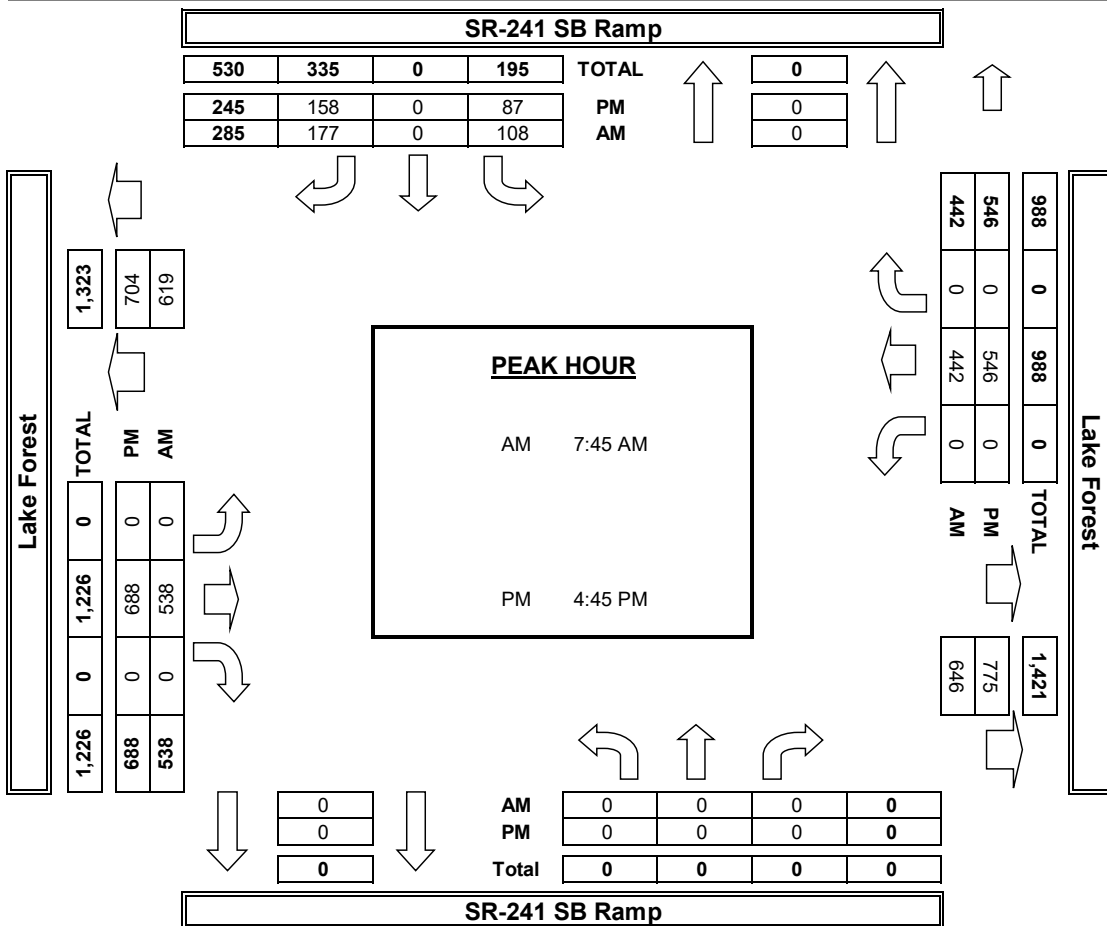 SR-241 SB Ramp
530 335 0 195 TOTAL 0
245 158 0 87 PM 0
285 177 0 108 AM 0
Lake Forest
1,323
704
619
TOTAL
PM
AM
0 1,226 0 1,226
0 688 0 688
0 538 0 538
PEAK HOUR
AM 7:45 AM
PM 4:45 PM
988 0 988 0 TOTAL 1,421
546 0 546 0 PM 775
442 0 442 0 AM 646
Lake Forest
0 AM 0 0 0 0
0 PM 0 0 0 0
0 Total 0 0 0 0
SR-241 SB Ramp